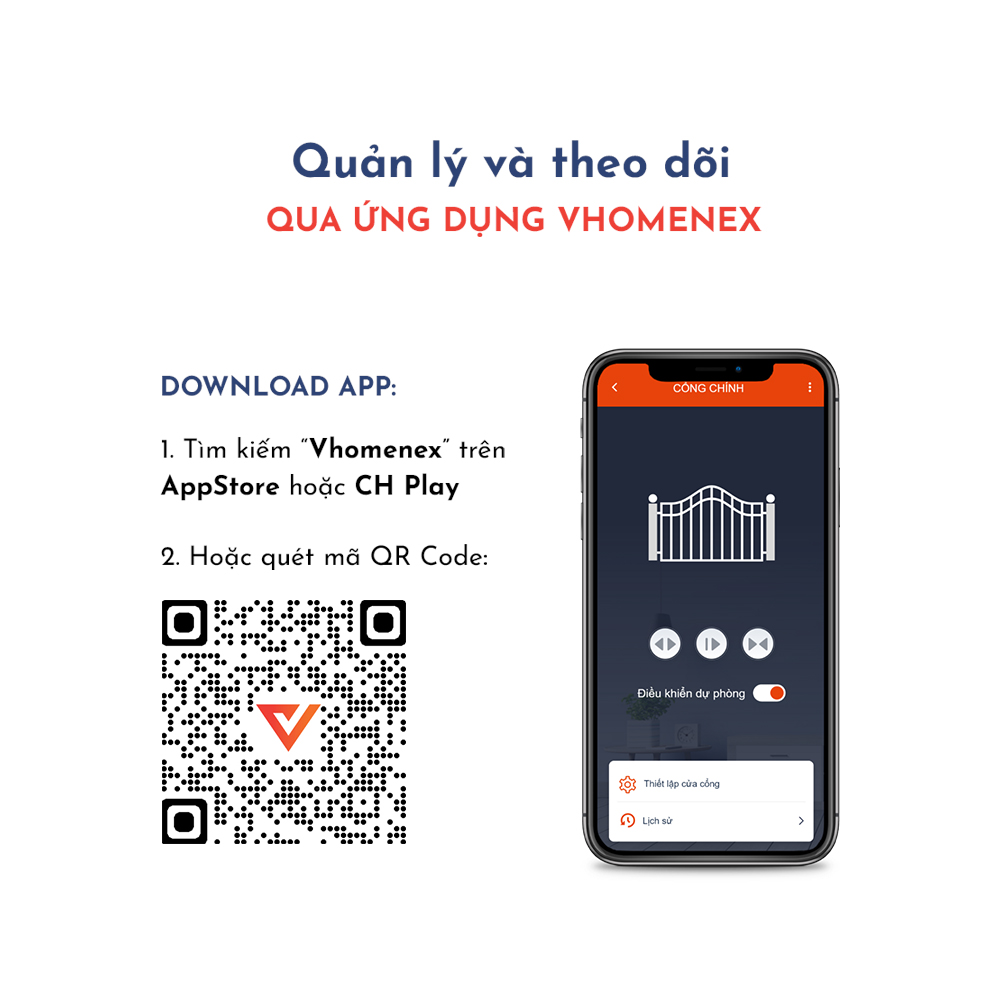 Quản lý và theo dõi
QUA ỨNG DỤNG VHOMENEX
DOWNLOAD APP:
1. Tìm kiếm “Vhomenex” trên
AppStore hoặc CH Play
2. Hoặc quét mã QR Code:
CỔNG CHÍNH
Điều khiển dự phòng
Thiết lập cửa cổng
Lịch sử